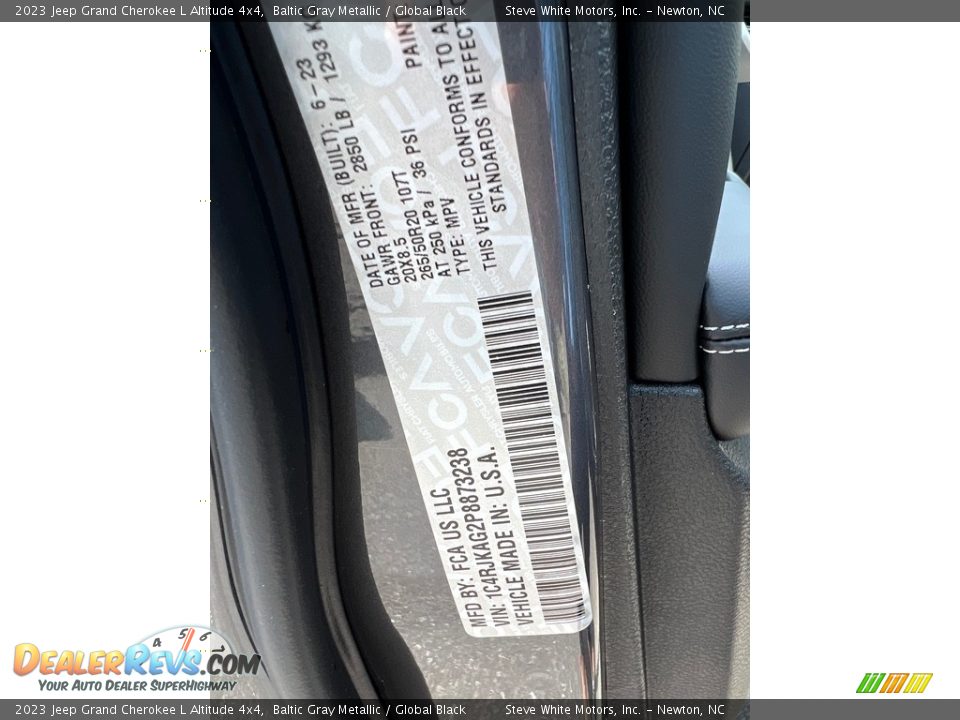 2023 Jeep Grand Cherokee L Altitude 4x4, Baltic Gray Metallic / Global Black Steve White Motors, Inc. – Newton, NC
MFD BY: FCA US LLC
DATE OF MFR (BUILT): 6 - 23
GAWR FRONT: 2850 LB / 1293
20X8.5
265/50R20 107T
AT 250 kPa / 36 PSI
TYPE: MPV
VIN: 1C4RJKAG2P8873238
VEHICLE MADE IN: U.S.A.
THIS VEHICLE CONFORMS TO
STANDARDS IN EFFECT
DEALERREVS.COM
YOUR AUTO DEALER SUPERHIGHWAY
2023 Jeep Grand Cherokee L Altitude 4x4, Baltic Gray Metallic / Global Black Steve White Motors, Inc. – Newton, NC